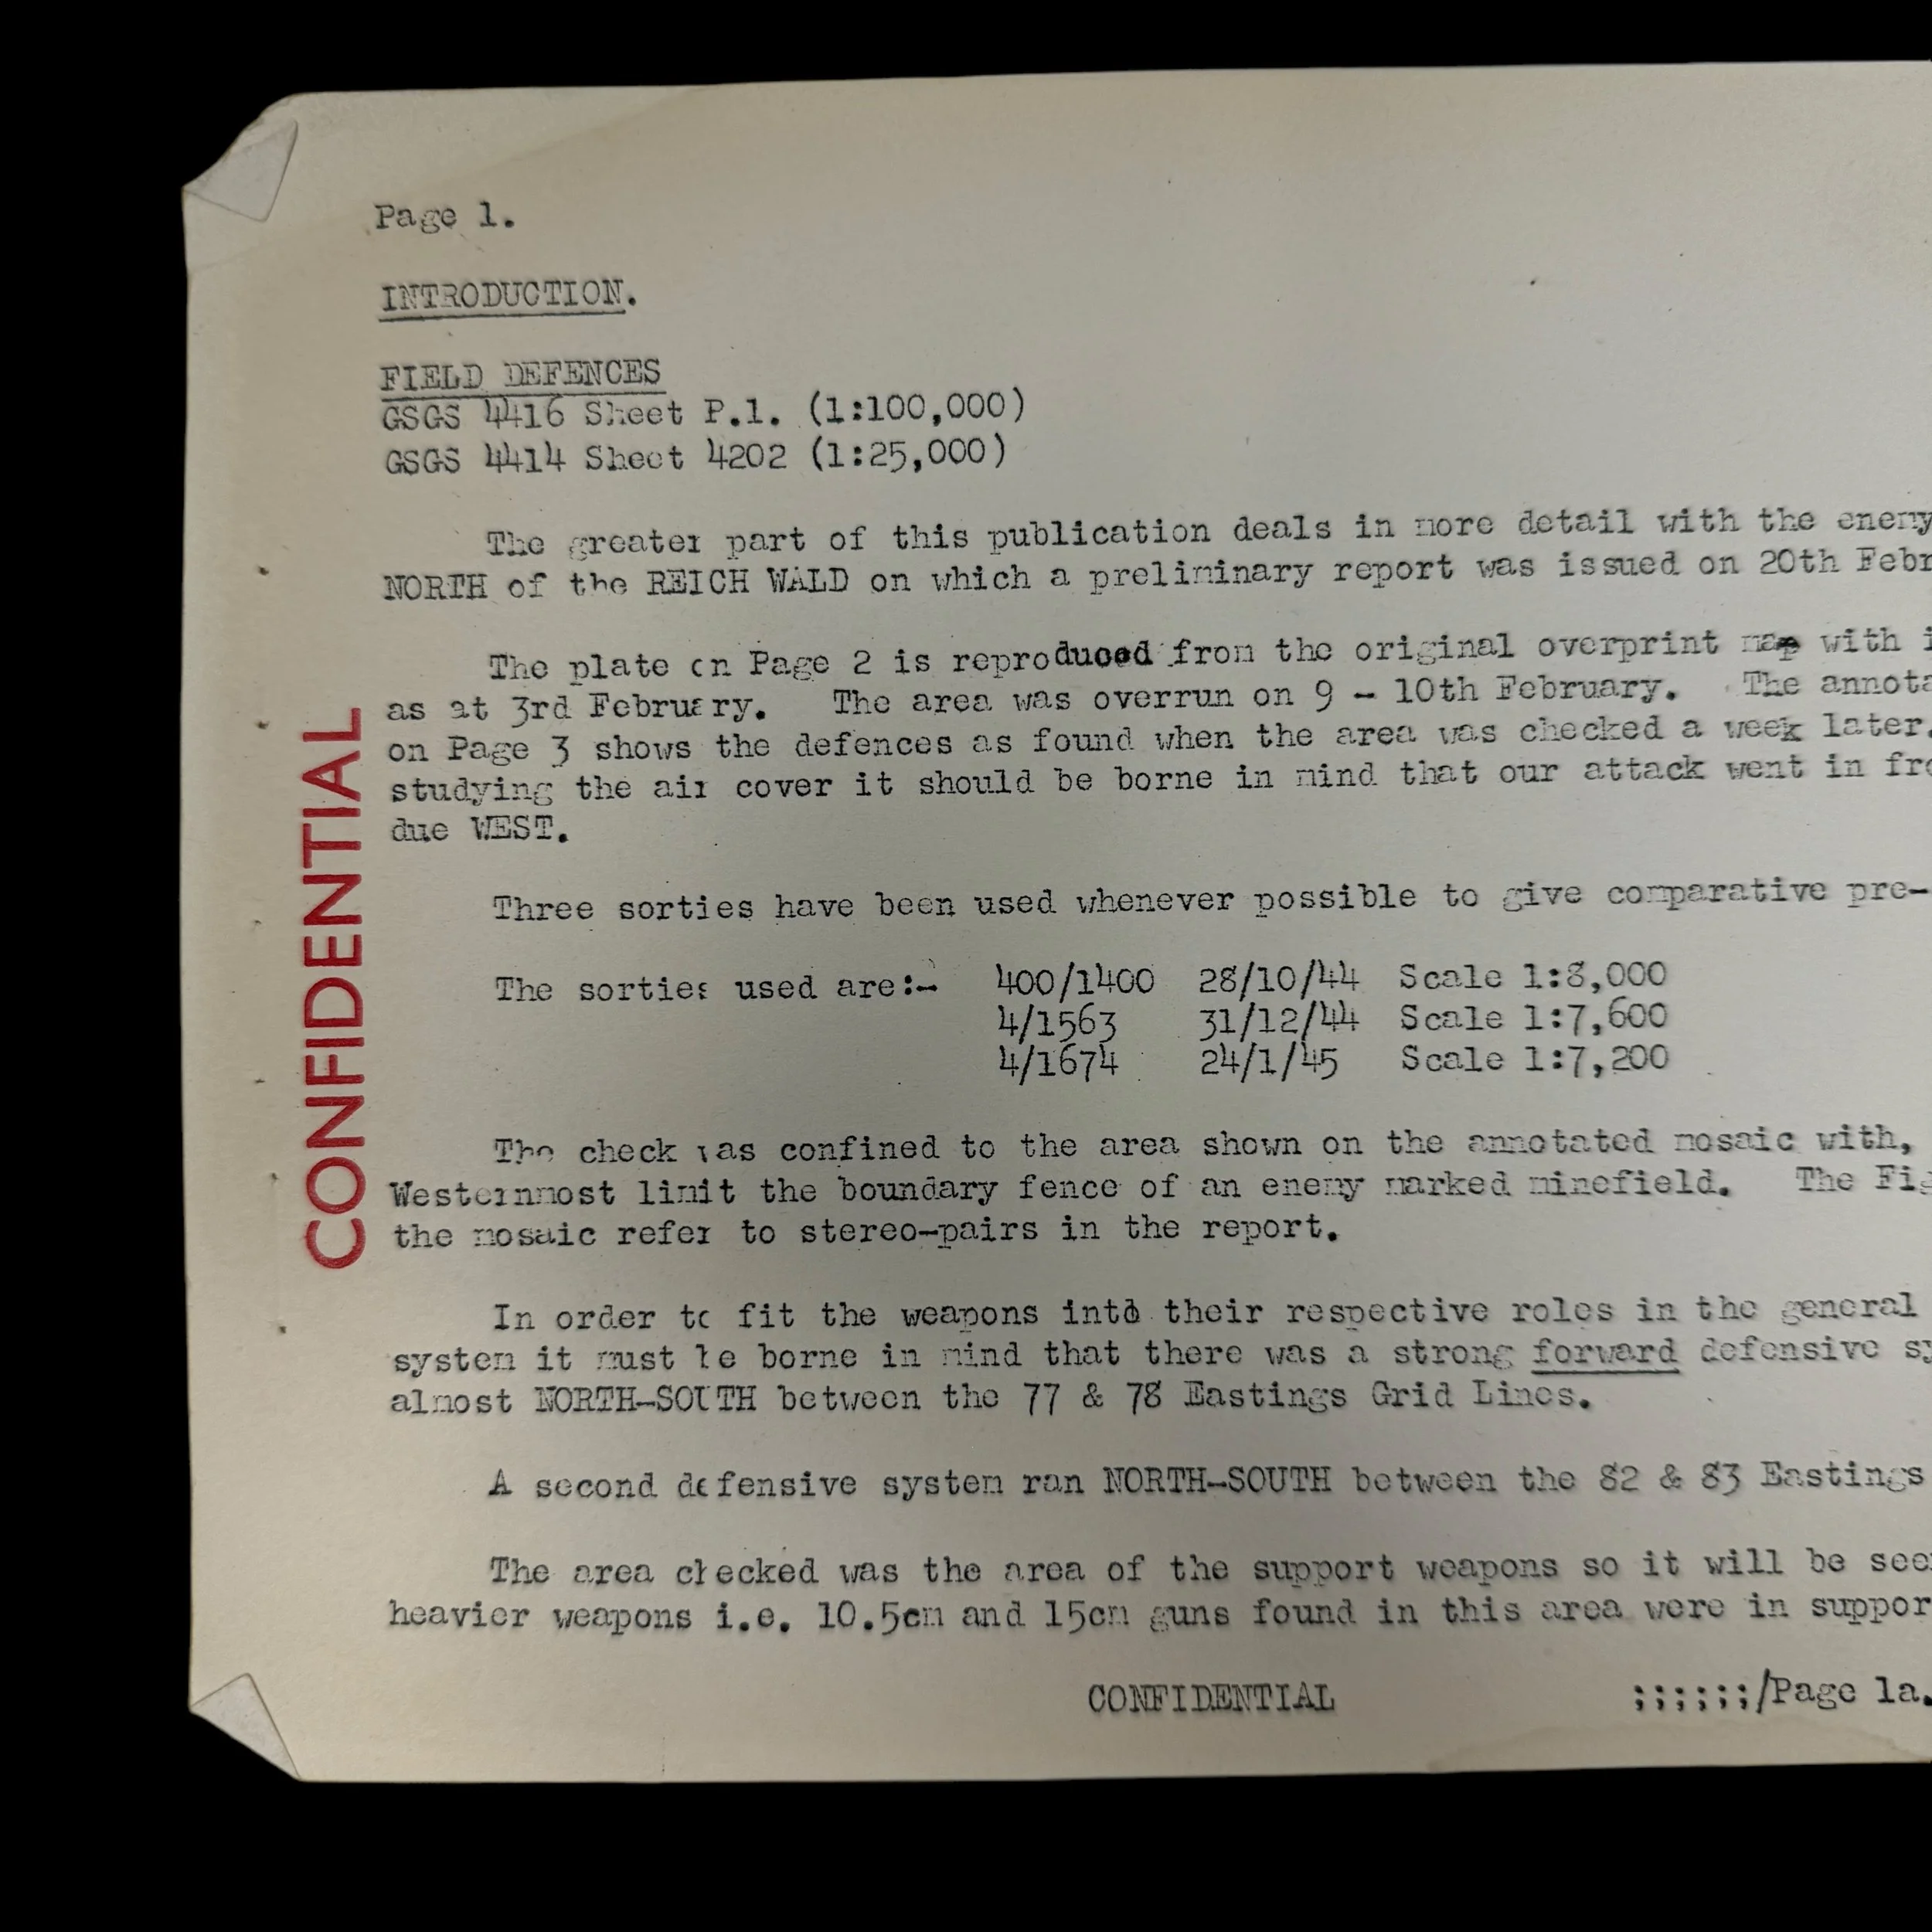 Page 1.
INTRODUCTION.
FIELD DEFENCES
GSGS 4416 Sheet P.1. (1:100,000)
GSGS 4414 Sheet 4202 (1:25,000)
The greater part of this publication deals in more detail with the enemy
NORTH of the REICH WALD on which a preliminary report was issued on 20th Febr
The plate on Page 2 is reproduced from the original overprint map with i
as at 3rd February. The area was overrun on 9 - 10th February. The annota
on Page 3 shows the defences as found when the area was checked a week later.
studying the air cover it should be borne in mind that our attack went in fro
due WEST.
Three sorties have been used whenever possible to give comparative pre-
The sorties used are:- 400/1400 28/10/44 Scale 1:8,000
4/1563 31/12/44 Scale 1:7,600
4/1674 24/1/45 Scale 1:7,200
The check was confined to the area shown on the annotated mosaic with,
Westernmost limit the boundary fence of an enemy marked minefield. The Fig
the mosaic refer to stereo-pairs in the report.
In order to fit the weapons into their respective roles in the general
system it must be borne in mind that there was a strong forward defensive sy
almost NORTH-SOUTH between the 77 & 78 Eastings Grid Lines.
A second defensive system ran NORTH-SOUTH between the 82 & 83 Eastings
The area checked was the area of the support weapons so it will be see
heavier weapons i.e. 10.5cm and 15cm guns found in this area were in suppor
CONFIDENTIAL ;;;;;;/Page 1a.
CONFIDENTIAL